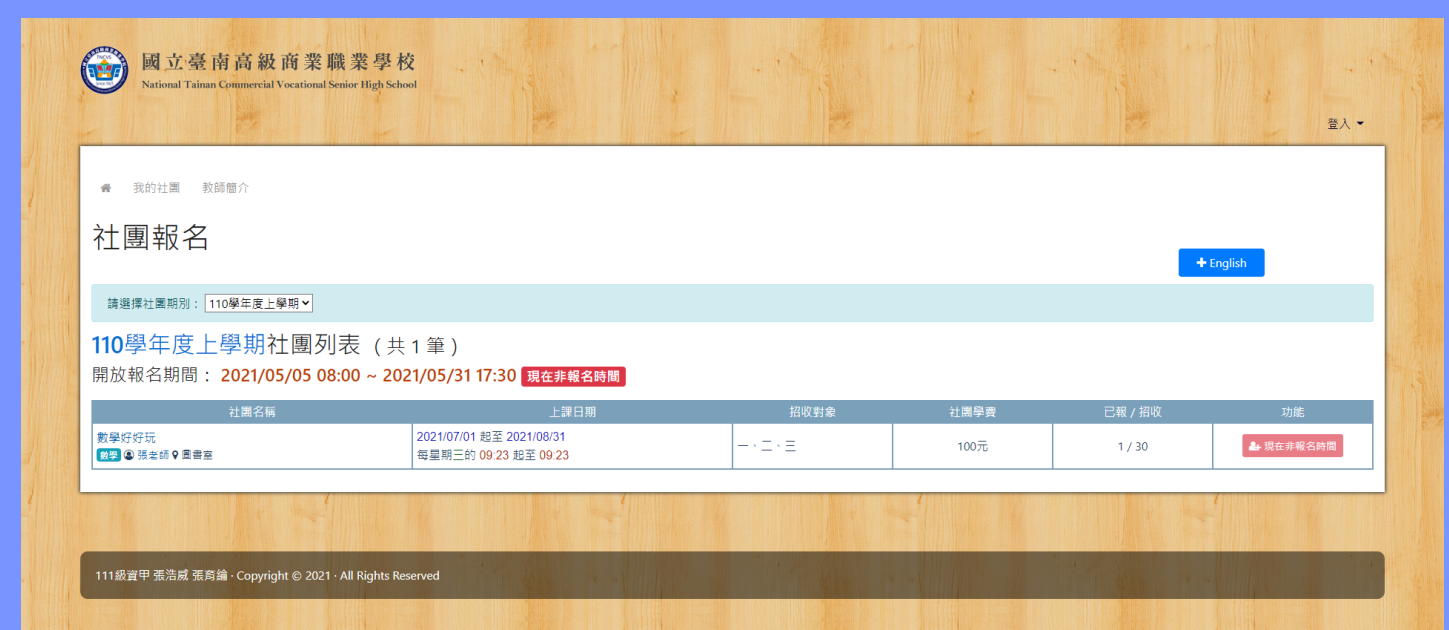 國立臺南高級商業職業學校
National Tainan Commercial Vocational Senior High School
登入
我的社團 教師簡介
社團報名
English
請選擇社團期別： 110學年度上學期
110學年度上學期社團列表 （共 1 筆）
開放報名期間： 2021/05/05 08:00 ~ 2021/05/31 17:30 現在非報名時間
社團名稱 上課日期 招收對象 社團學費 已報 / 招收 功能
數學好好玩
數學 張老師 圖書室
2021/07/01 起至 2021/08/31
每星期三的 09:23 起至 09:23
一、二、三
100元
1 / 30
現在非報名時間
111級資甲 張浩威 張育綸 · Copyright © 2021 · All Rights Reserved